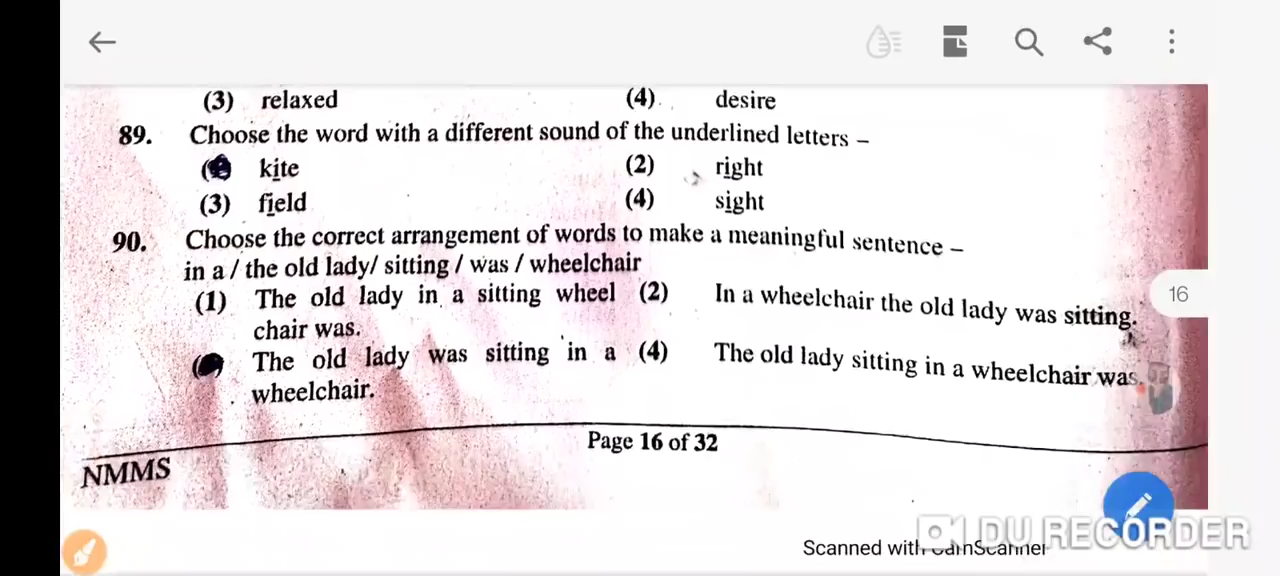 (3) relaxed (4) desire
89. Choose the word with a different sound of the underlined letters –
kite (2) right
(3) field (4) sight
90. Choose the correct arrangement of words to make a meaningful sentence –
in a / the old lady/ sitting / was / wheelchair
(1) The old lady in a sitting wheel (2) In a wheelchair the old lady was sitting.
chair was.
The old lady was sitting in a (4) The old lady sitting in a wheelchair was.
wheelchair.
16
Page 16 of 32
NMMS
DU RECORDER
Scanned with CamScanner